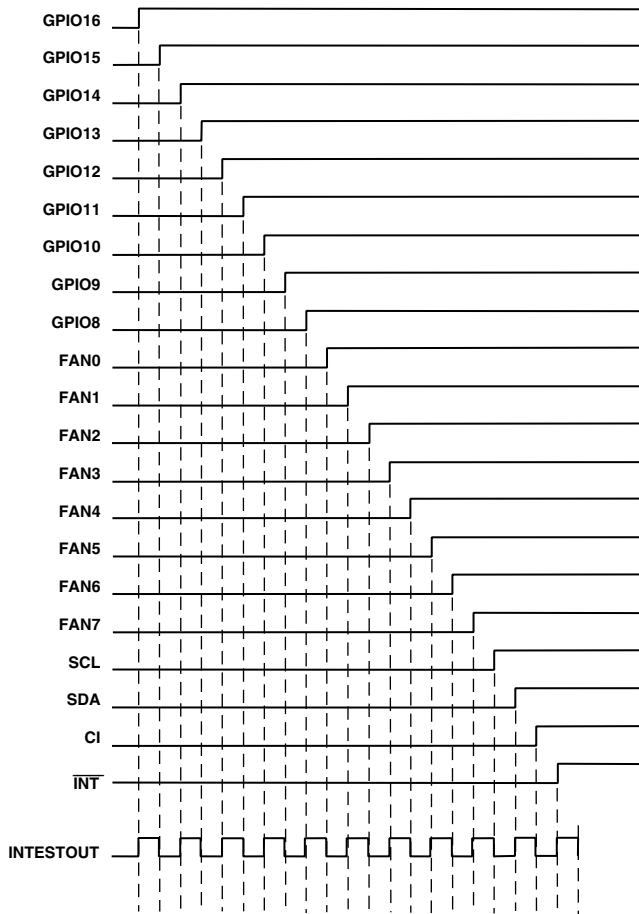 GPIO16
GPIO15
GPIO14
GPIO13
GPIO12
GPIO11
GPIO10
GPIO9
GPIO8
FAN0
FAN1
FAN2
FAN3
FAN4
FAN5
FAN6
FAN7
SCL
SDA
CI
INT
INTESTOUT